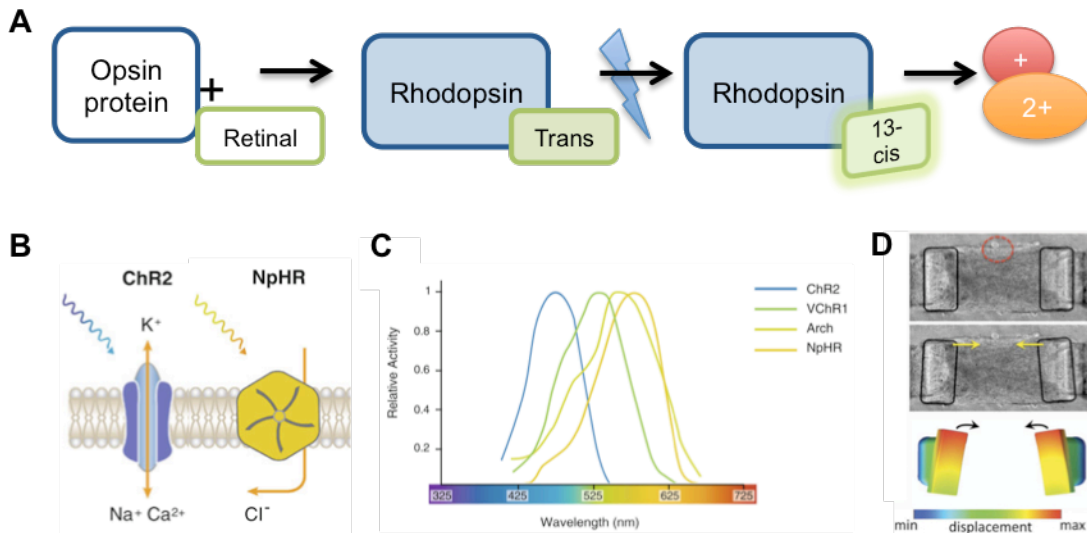 A
Opsin
protein
+
Retinal
Rhodopsin
Trans
Rhodopsin
13-
cis
+
2+
B
ChR2
NpHR
K⁺
Na⁺ Ca²⁺
Cl⁻
C
1
0.8
0.6
0.4
0.2
Relative Activity
ChR2
VChR1
Arch
NpHR
325
425
525
625
725
Wavelength (nm)
D
min
displacement
max